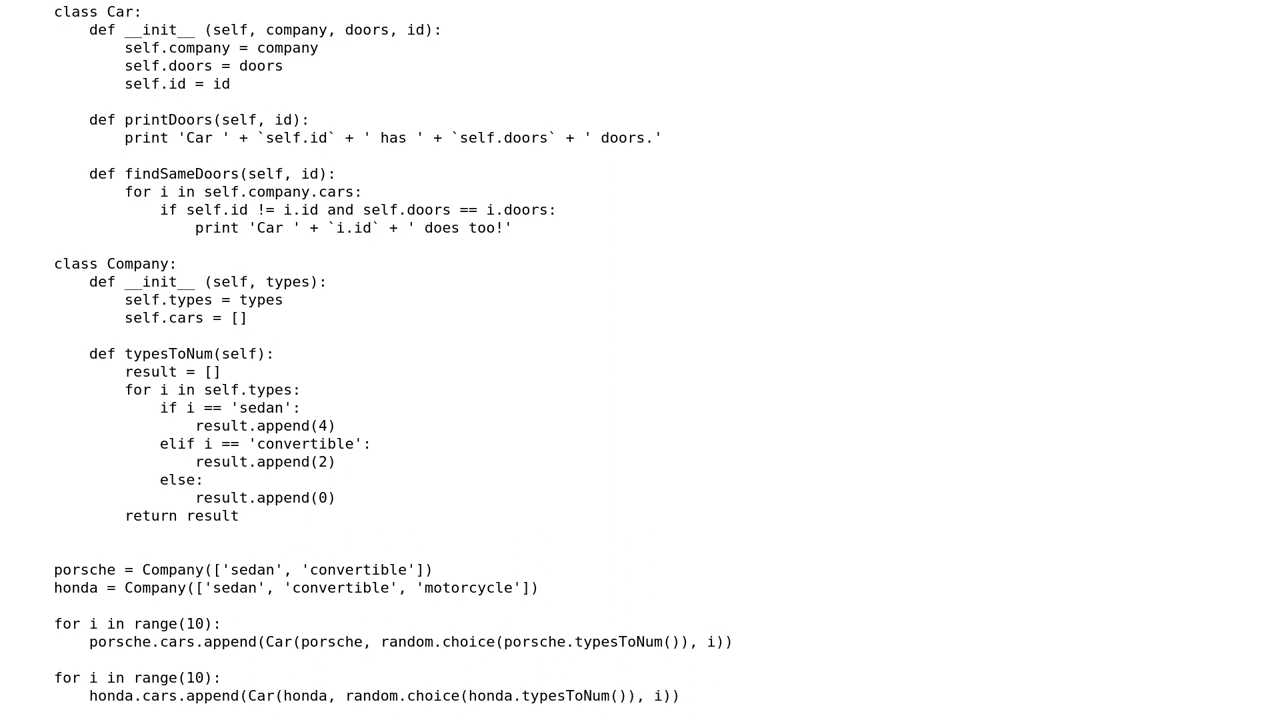 class Car:
    def __init__ (self, company, doors, id):
        self.company = company
        self.doors = doors
        self.id = id

    def printDoors(self, id):
        print 'Car ' + `self.id` + ' has ' + `self.doors` + ' doors.'

    def findSameDoors(self, id):
        for i in self.company.cars:
            if self.id != i.id and self.doors == i.doors:
                print 'Car ' + `i.id` + ' does too!'

class Company:
    def __init__ (self, types):
        self.types = types
        self.cars = []

    def typesToNum(self):
        result = []
        for i in self.types:
            if i == 'sedan':
                result.append(4)
            elif i == 'convertible':
                result.append(2)
            else:
                result.append(0)
        return result


porsche = Company(['sedan', 'convertible'])
honda = Company(['sedan', 'convertible', 'motorcycle'])

for i in range(10):
    porsche.cars.append(Car(porsche, random.choice(porsche.typesToNum()), i))

for i in range(10):
    honda.cars.append(Car(honda, random.choice(honda.typesToNum()), i))